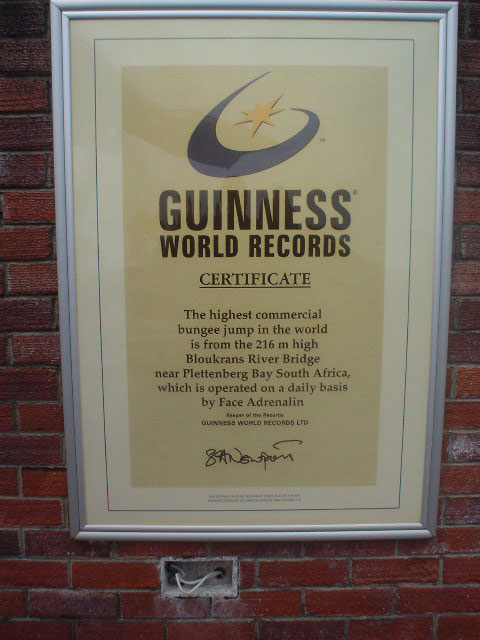 ™
GUINNESS®
WORLD RECORDS
CERTIFICATE
The highest commercial
bungee jump in the world
is from the 216 m high
Bloukrans River Bridge
near Plettenberg Bay South Africa,
which is operated on a daily basis
by Face Adrenalin
Keeper of the Records
GUINNESS WORLD RECORDS LTD